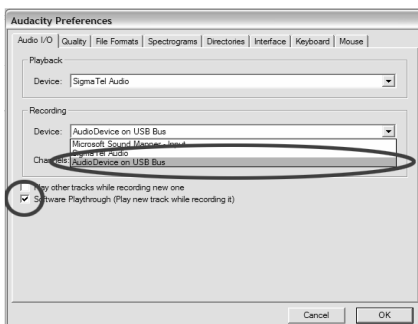 Audacity Preferences
Audio I/O Quality File Formats Spectrograms Directories Interface Keyboard Mouse
Playback
Device: SigmaTel Audio
Recording
Device: AudioDevice on USB Bus
Microsoft Sound Mapper - Input
SigmaTel Audio
Channels: AudioDevice on USB Bus
Play other tracks while recording new one
Software Playthrough (Play new track while recording it)
Cancel OK